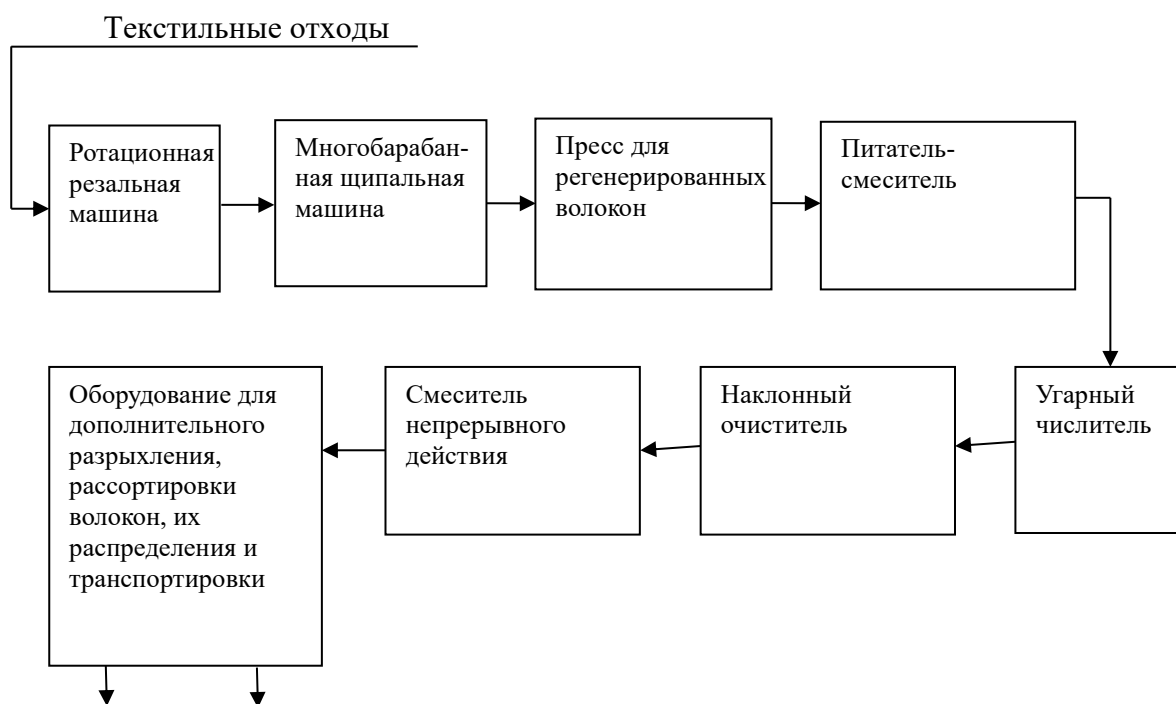 Текстильные отходы
Ротационная
резальная
машина
Многобарабан-
ная щипальная
машина
Пресс для
регенерированных
волокон
Питатель-
смеситель
Оборудование для
дополнительного
разрыхления,
рассортировки
волокон, их
распределения и
транспортировки
Смеситель
непрерывного
действия
Наклонный
очиститель
Угарный
числитель